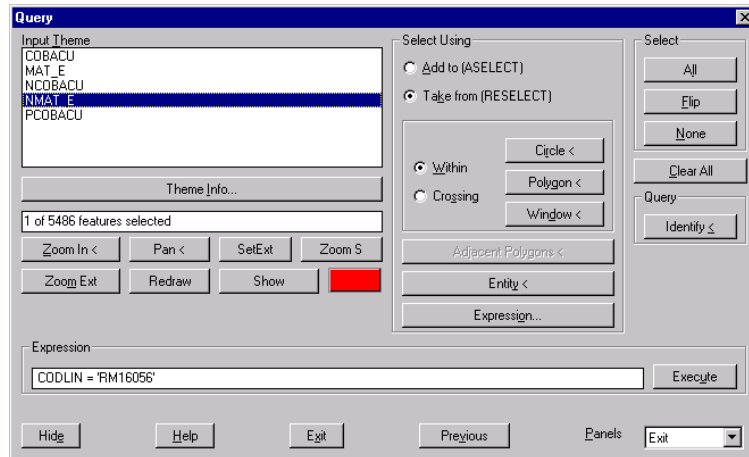 Query
Input Theme
COBACU
MAT_E
NCOBACU
NMAT_E
PCOBACU
Theme Info...
1 of 5486 features selected
Zoom In < Pan < SetExt Zoom S
Zoom Ext Redraw Show
Select Using
Add to (ASELECT)
Take from (RESELECT)
Within
Crossing
Circle <
Polygon <
Window <
Adjacent Polygons <
Entity <
Expression...
Select
All
Flip
None
Clear All
Query
Identify <
Expression
CODLIN = 'RM16056' Execute
Hide Help Exit Previous Panels Exit